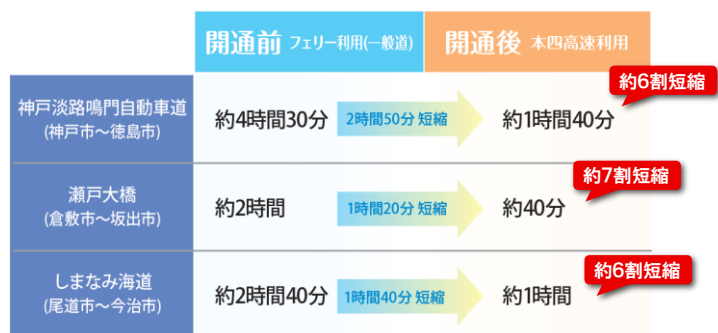 開通前 フェリー利用(一般道)
開通後 本四高速利用
神戸淡路鳴門自動車道
(神戸市〜徳島市)
約4時間30分
2時間50分 短縮
約1時間40分
約6割短縮
瀬戸大橋
(倉敷市〜坂出市)
約2時間
1時間20分 短縮
約40分
約7割短縮
しまなみ海道
(尾道市〜今治市)
約2時間40分
1時間40分 短縮
約1時間
約6割短縮